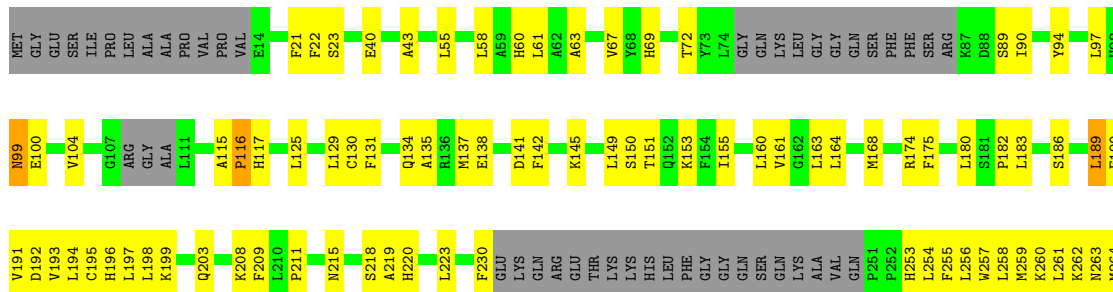 MET GLY GLU SER ILE PRO LEU ALA ALA PRO VAL PRO VAL E14 F21 F22 S23 E40 A43 L55 L58 A59 H60 L61 A62 A63 V67 Y68 H69 T72 Y73 L74 GLY GLN LYS LEU GLY GLY GLN SER PHE PHE SER ARG K87 D88 S89 I90 Y94 L97
N99 E100 V104 G107 ARG GLY ALA L111 A115 P116 H117 L125 L129 C130 F131 Q134 A135 R136 M137 E138 D141 F142 K145 L149 S150 T151 Q152 K153 F154 I155 L160 V161 G162 L163 L164 M168 R174 F175 L180 S181 P182 L183 S186 L189
V191 D192 V193 L194 C195 H196 L197 L198 K199 Q203 K208 F209 L210 P211 N215 S218 A219 H220 L223 F230 GLU LYS GLN ARG GLU THR LYS LYS HIS LEU PHE GLY GLY GLN SER GLN LYS ALA VAL GLN P251 P252 H253 L254 F255 L256 W257 L258 M259 K260 L261 K262 N263